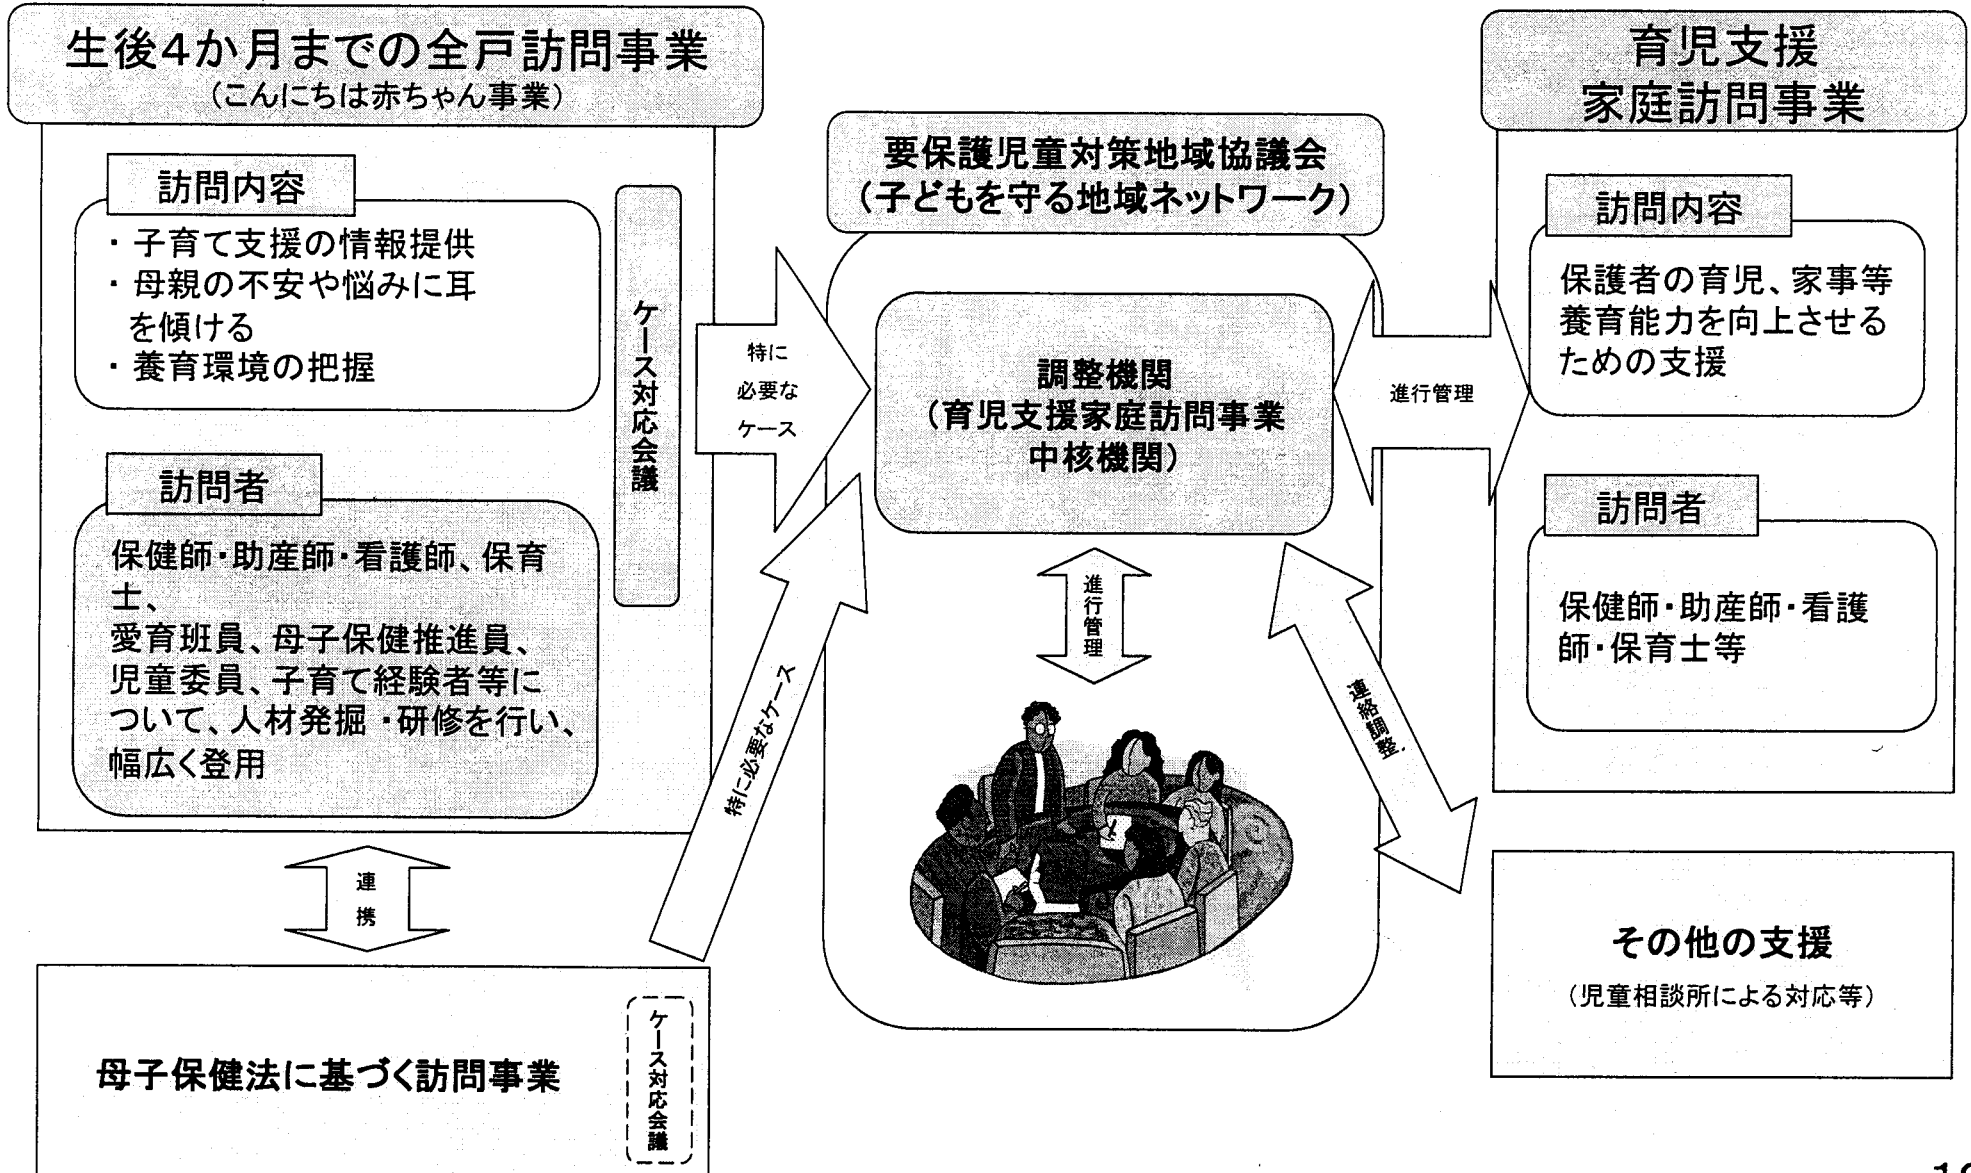 生後4か月までの全戸訪問事業
(こんにちは赤ちゃん事業)
訪問内容
・子育て支援の情報提供
・母親の不安や悩みに耳
を傾ける
・養育環境の把握
訪問者
保健師・助産師・看護師、保育
士、
愛育班員、母子保健推進員、
児童委員、子育て経験者等に
ついて、人材発掘・研修を行い、
幅広く登用
ケース対応会議
特に
必要な
ケース
連
携
母子保健法に基づく訪問事業
ケース対応会議
特に必要なケース
要保護児童対策地域協議会
(子どもを守る地域ネットワーク)
調整機関
(育児支援家庭訪問事業
中核機関)
進行管理
進行管理
連絡調整
育児支援
家庭訪問事業
訪問内容
保護者の育児、家事等
養育能力を向上させる
ための支援
訪問者
保健師・助産師・看護
師・保育士等
その他の支援
(児童相談所による対応等)